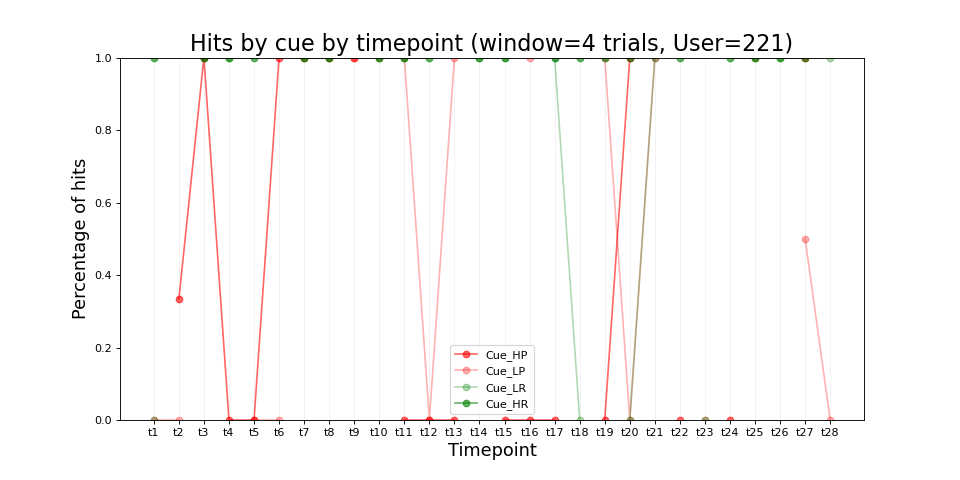 Hits by cue by timepoint (window=4 trials, User=221)
Percentage of hits
1.0
0.8
0.6
0.4
0.2
0.0
Cue_HP
Cue_LP
Cue_LR
Cue_HR
t1 t2 t3 t4 t5 t6 t7 t8 t9 t10 t11 t12 t13 t14 t15 t16 t17 t18 t19 t20 t21 t22 t23 t24 t25 t26 t27 t28
Timepoint